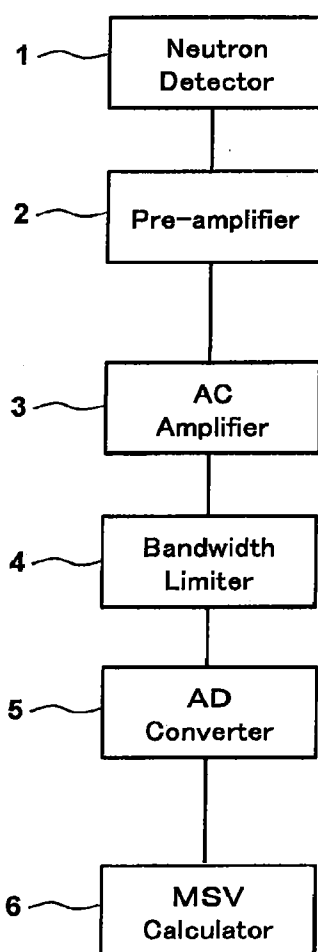 1
Neutron
Detector
2
Pre-amplifier
3
AC
Amplifier
4
Bandwidth
Limiter
5
AD
Converter
6
MSV
Calculator